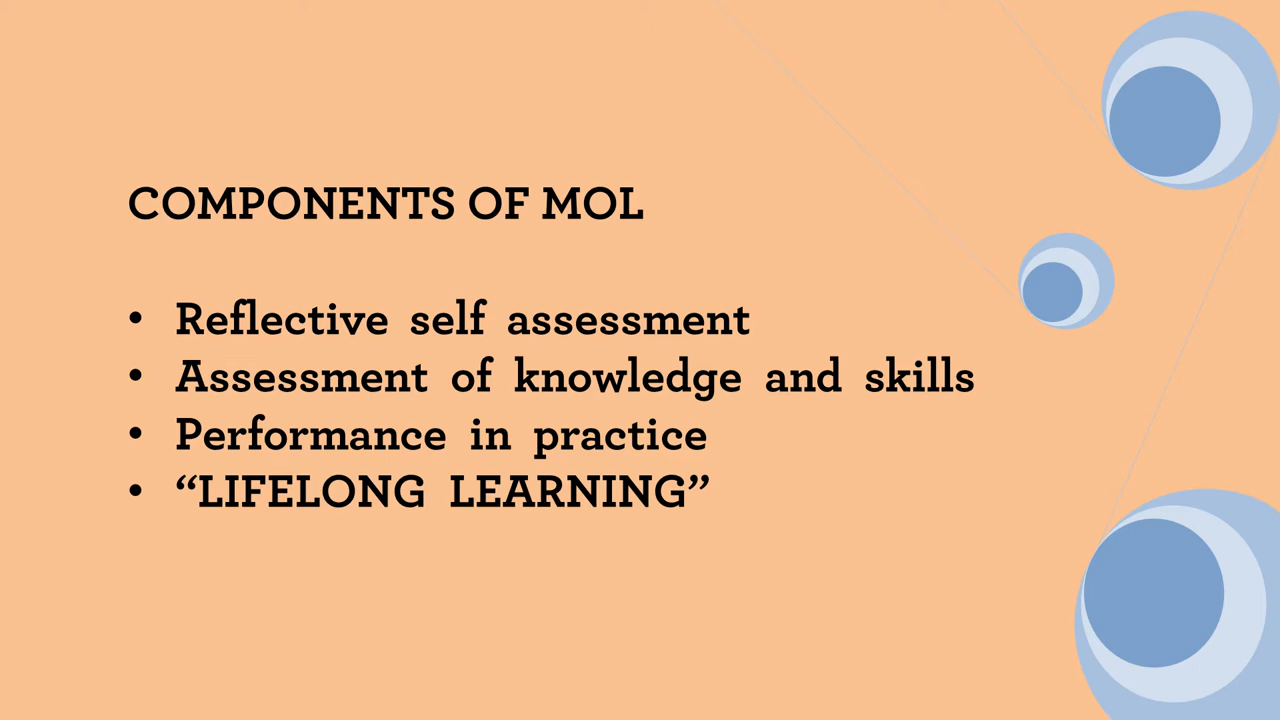 COMPONENTS OF MOL
• Reflective self assessment
• Assessment of knowledge and skills
• Performance in practice
• “LIFELONG LEARNING”